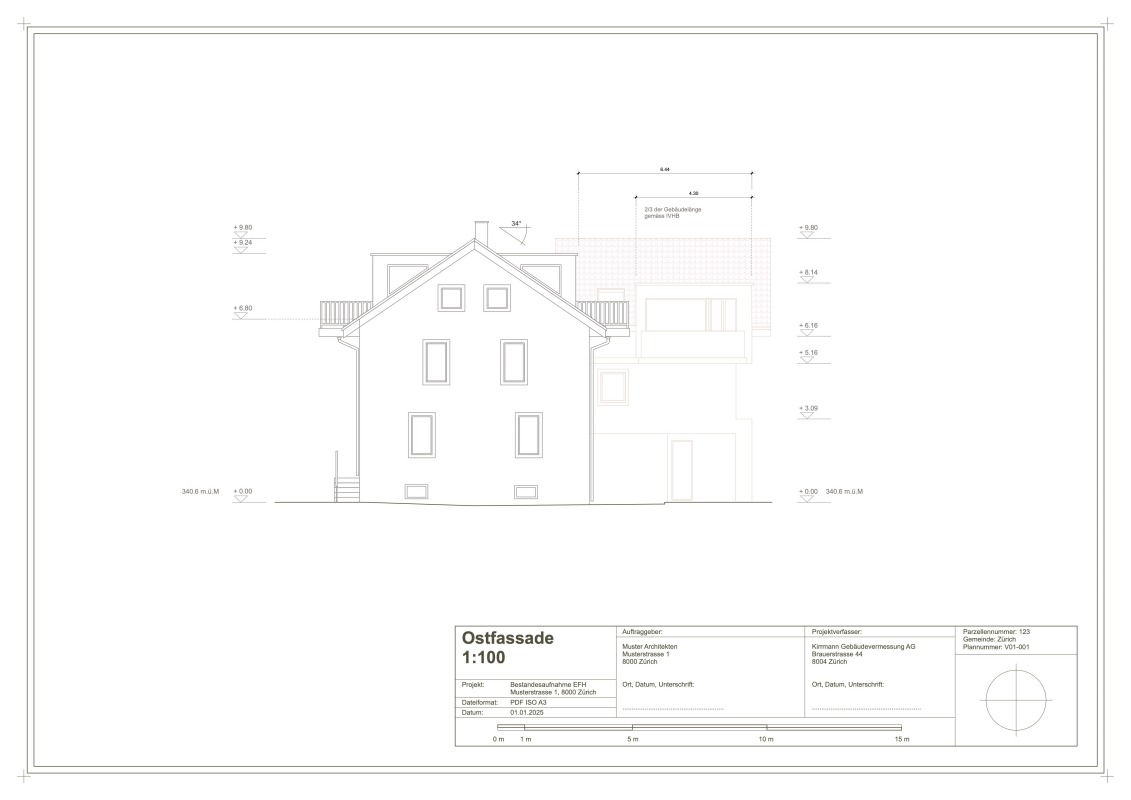 6.44
4.30
2/3 der Gebäudelänge
gemäss IVHB
34°
+ 9.80
+ 9.24
+ 6.80
340.6 m.ü.M + 0.00
+ 9.80
+ 8.14
+ 6.16
+ 5.16
+ 3.09
+ 0.00 340.6 m.ü.M
Ostfassade
1:100
Projekt: Bestandesaufnahme EFH
Musterstrasse 1, 8000 Zürich
Dateiformat: PDF ISO A3
Datum: 01.01.2025
Auftraggeber:
Muster Architekten
Musterstrasse 1
8000 Zürich
Ort, Datum, Unterschrift:
Projektverfasser:
Kirrmann Gebäudevermessung AG
Brauerstrasse 44
8004 Zürich
Ort, Datum, Unterschrift:
Parzellennummer: 123
Gemeinde: Zürich
Plannummer: V01-001
0 m 1 m 5 m 10 m 15 m